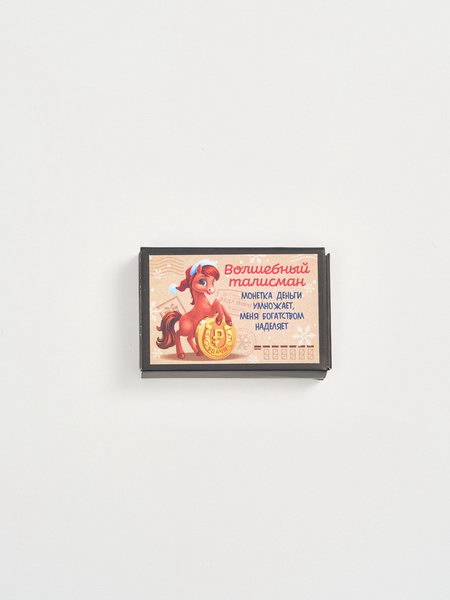 Волшебный
талисман
МОНЕТКА ДЕНЬГИ
УМНОЖАЕТ,
МЕНЯ БОГАТСТВОМ
НАДЕЛЯЕТ